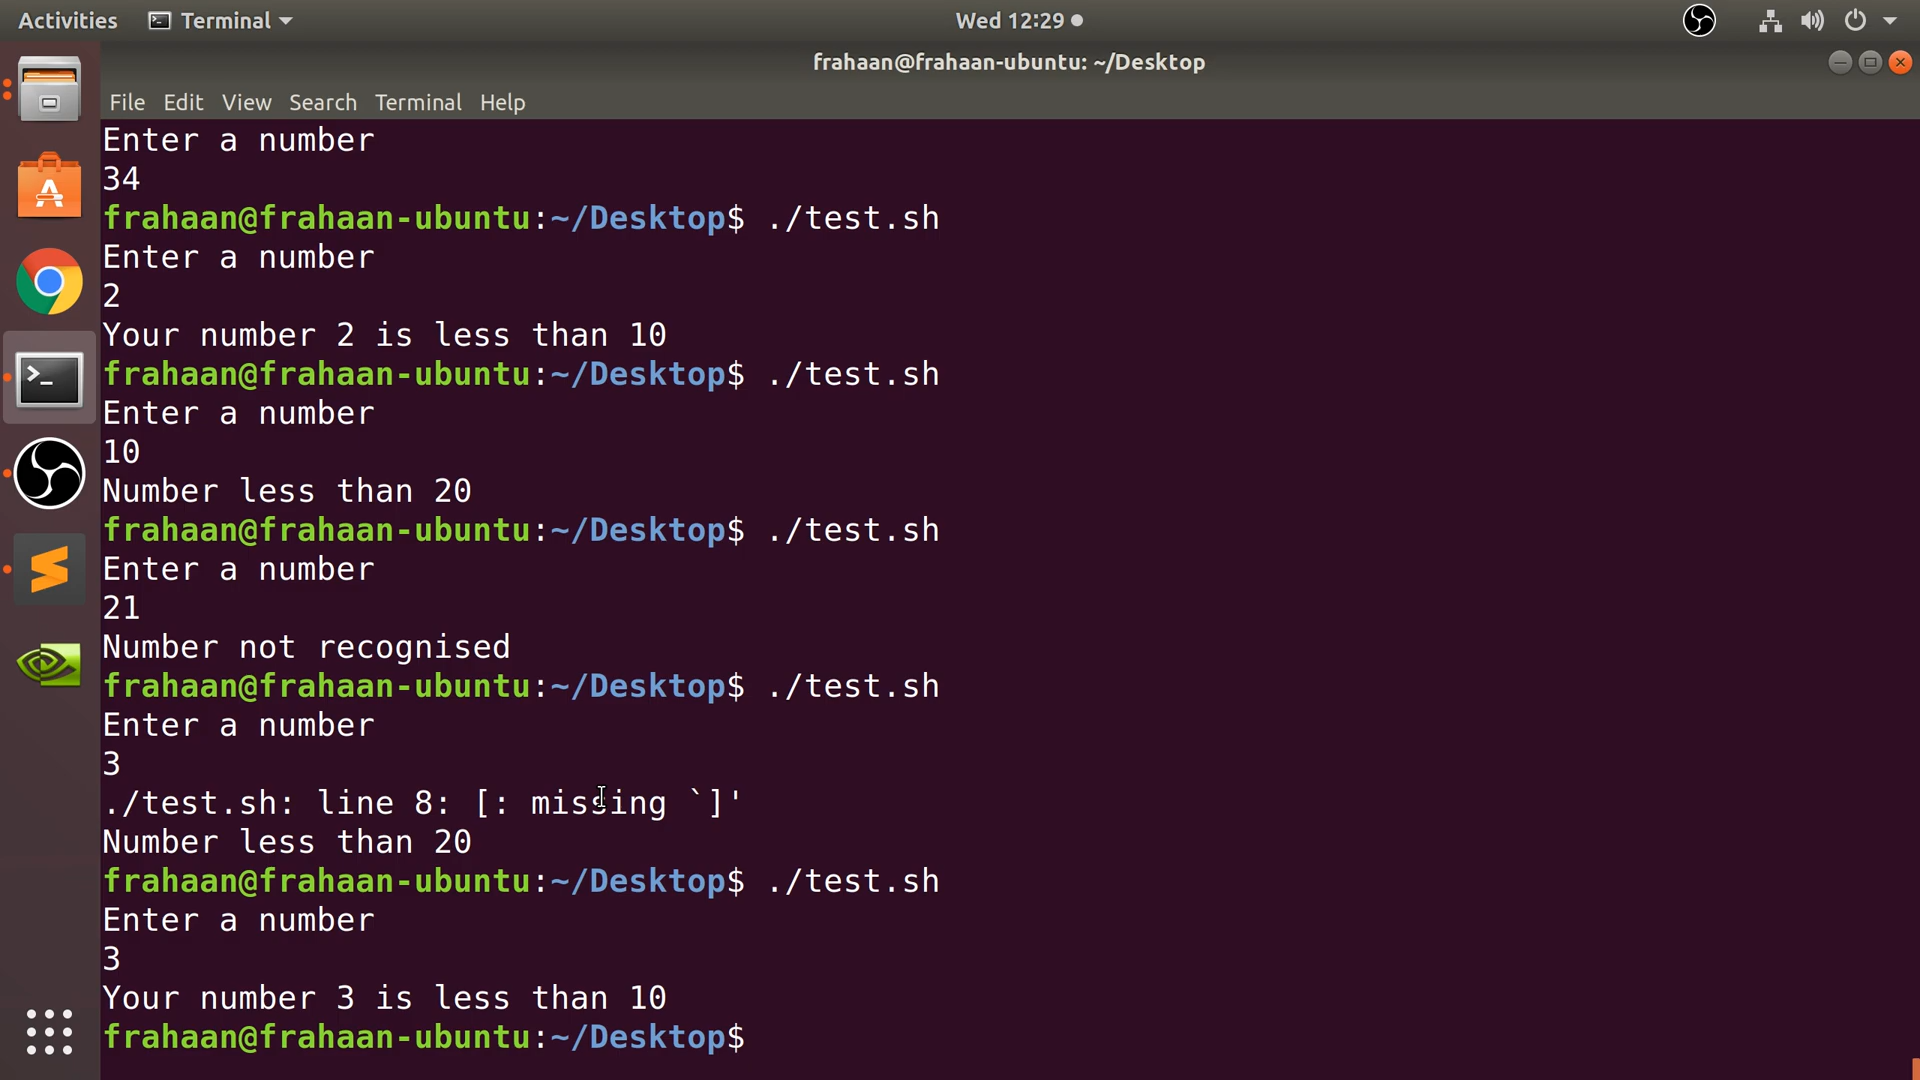 Activities Terminal Wed 12:29
frahaan@frahaan-ubuntu: ~/Desktop
File Edit View Search Terminal Help
Enter a number
34
frahaan@frahaan-ubuntu:~/Desktop$ ./test.sh
Enter a number
2
Your number 2 is less than 10
frahaan@frahaan-ubuntu:~/Desktop$ ./test.sh
Enter a number
10
Number less than 20
frahaan@frahaan-ubuntu:~/Desktop$ ./test.sh
Enter a number
21
Number not recognised
frahaan@frahaan-ubuntu:~/Desktop$ ./test.sh
Enter a number
3
./test.sh: line 8: [: missing `]'
Number less than 20
frahaan@frahaan-ubuntu:~/Desktop$ ./test.sh
Enter a number
3
Your number 3 is less than 10
frahaan@frahaan-ubuntu:~/Desktop$